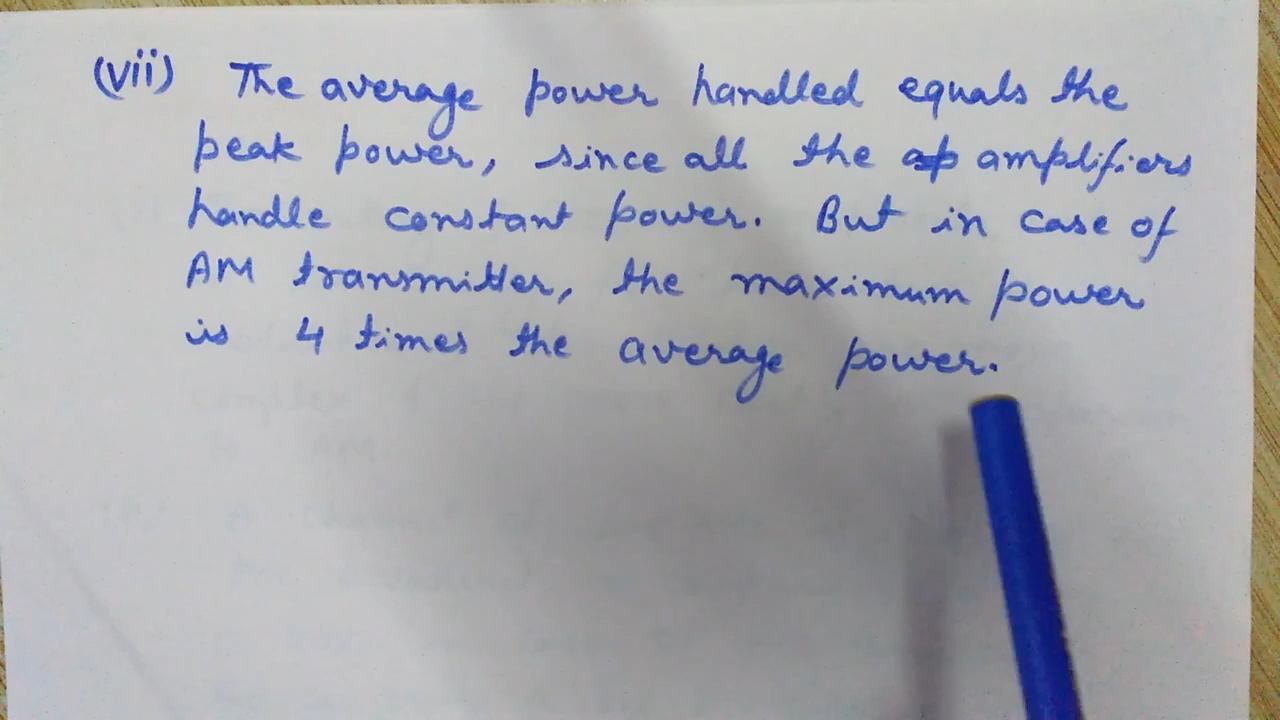 (vii) The average power handled equals the
peak power, since all the amplifiers
handle constant power. But in case of
AM transmitter, the maximum power
is 4 times the average power.